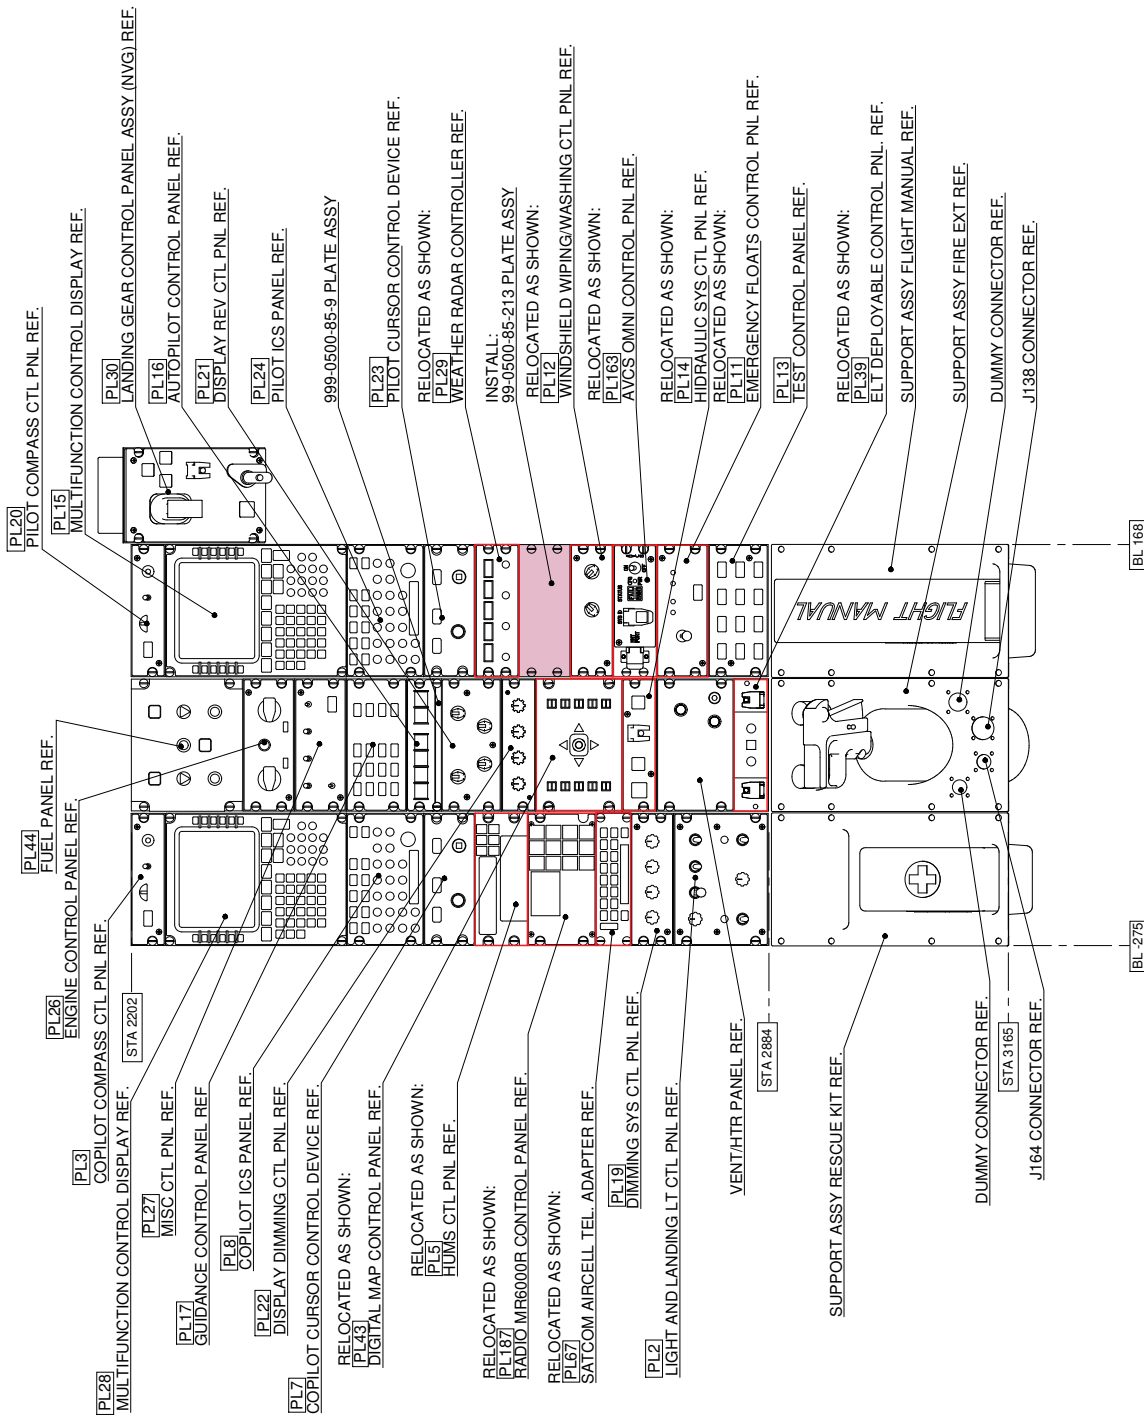 PL20
PILOT COMPASS CTL PNL REF.
PL15
MULTIFUNCTION CONTROL DISPLAY REF.
PL30
LANDING GEAR CONTROL PANEL ASSY (NVG) REF.
PL16
AUTOPILOT CONTROL PANEL REF.
PL21
DISPLAY REV CTL PNL REF.
PL24
PILOT ICS PANEL REF.
999-0500-85-9 PLATE ASSY
PL23
PILOT CURSOR CONTROL DEVICE REF.
RELOCATED AS SHOWN:
PL29
WEATHER RADAR CONTROLLER REF.
INSTALL:
99-0500-85-213 PLATE ASSY
RELOCATED AS SHOWN:
PL12
WINDSHIELD WIPING/WASHING CTL PNL REF.
RELOCATED AS SHOWN:
PL163
AVCS OMNI CONTROL PNL REF.
RELOCATED AS SHOWN:
PL14
HIDRAULIC SYS CTL PNL REF.
RELOCATED AS SHOWN:
PL11
EMERGENCY FLOATS CONTROL PNL REF.
PL13
TEST CONTROL PANEL REF.
RELOCATED AS SHOWN:
PL39
ELT DEPLOYABLE CONTROL PNL. REF.
SUPPORT ASSY FLIGHT MANUAL REF.
SUPPORT ASSY FIRE EXT REF.
DUMMY CONNECTOR REF.
J138 CONNECTOR REF.
BL 168
FLIGHT MANUAL
STATUS
ON
PL44
FUEL PANEL REF.
PL26
ENGINE CONTROL PANEL REF.
PL3
COPILOT COMPASS CTL PNL REF.
STA 2202
PL28
MULTIFUNCTION CONTROL DISPLAY REF.
PL27
MISC CTL PNL REF.
PL17
GUIDANCE CONTROL PANEL REF
PL8
COPILOT ICS PANEL REF.
PL22
DISPLAY DIMMING CTL PNL REF.
PL7
COPILOT CURSOR CONTROL DEVICE REF.
RELOCATED AS SHOWN:
PL43
DIGITAL MAP CONTROL PANEL REF.
RELOCATED AS SHOWN:
PL5
HUMS CTL PNL REF.
RELOCATED AS SHOWN:
PL187
RADIO MR6000R CONTROL PANEL REF.
RELOCATED AS SHOWN:
PL67
SATCOM AIRCELL TEL. ADAPTER REF.
PL19
DIMMING SYS CTL PNL REF.
PL2
LIGHT AND LANDING LT CTL PNL REF.
VENT/HTR PANEL REF.
STA 2884
SUPPORT ASSY RESCUE KIT REF.
DUMMY CONNECTOR REF.
STA 3165
J164 CONNECTOR REF.
BL -275